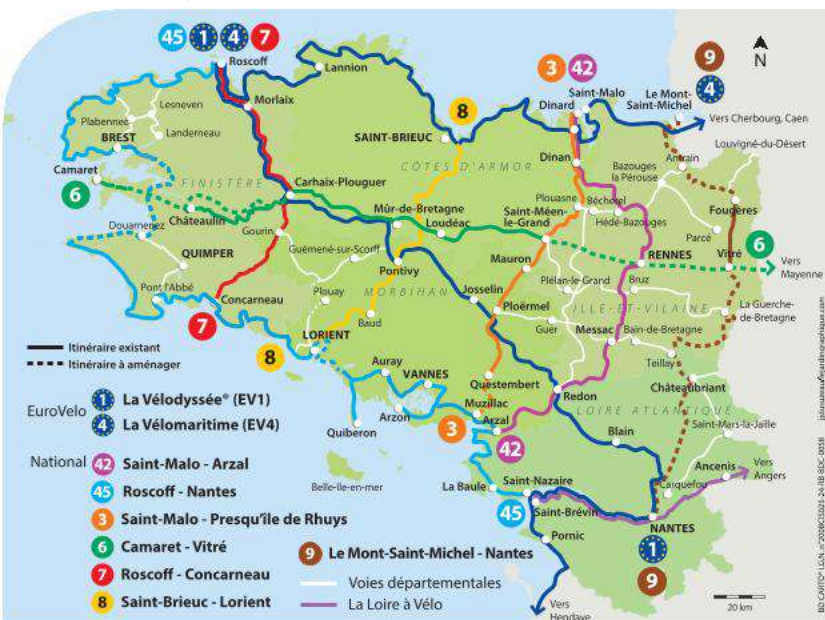 45 1 4 7
Roscoff
Lannion
Morlaix
Lesneven
Plabennec
Landerneau
BREST
Camaret
6
FINISTÈRE
Châteaulin
Carhaix-Plouguer
Douarnenez
Gourin
QUIMPER
Pont l'Abbé
Concarneau
7
SAINT-BRIEUC
8
CÔTES D'ARMOR
Mûr-de-Bretagne
Loudéac
Guémené-sur-Scorff
Pontivy
MORBIHAN
Plouay
Baud
LORIENT
8
3 42
Saint-Malo
Dinard
Dinan
Le Mont-
Saint-Michel
9
4
N
Vers Cherbourg, Caen
Louvigné-du-Désert
Antrain
Bazouges
la Pérouse
Plouasne
Bécherel
Hédé-Bazouges
Saint-Méen-
le-Grand
Fougères
Parcé
Vitré
6
RENNES
Vers
Mayenne
Mauron
Plélan-le-Grand
Bruz
Josselin
Ploërmel
ILLE-ET-VILAINE
Guer
Messac
Bain-de-Bretagne
La Guerche-
de-Bretagne
Teillay
Châteaubriant
Auray
VANNES
Questembert
Muzillac
Arzal
Redon
LOIRE ATLANTIQUE
Arzon
3
42
Quiberon
Belle-île-en-mer
Blain
Saint-Mars-la-Jaille
Ancenis
Vers
Angers
Carquefou
La Baule
Saint-Nazaire
45
Saint-Brévin
Pornic
NANTES
1
9
Vers
Hendaye
20 km
Itinéraire existant
Itinéraire à aménager
EuroVelo
1 La Vélodyssée® (EV1)
4 La Vélomaritime (EV4)
National
42 Saint-Malo - Arzal
45 Roscoff - Nantes
3 Saint-Malo - Presqu'île de Rhuys
6 Camaret - Vitré
7 Roscoff - Concarneau
8 Saint-Brieuc - Lorient
9 Le Mont-Saint-Michel - Nantes
Voies départementales
La Loire à Vélo